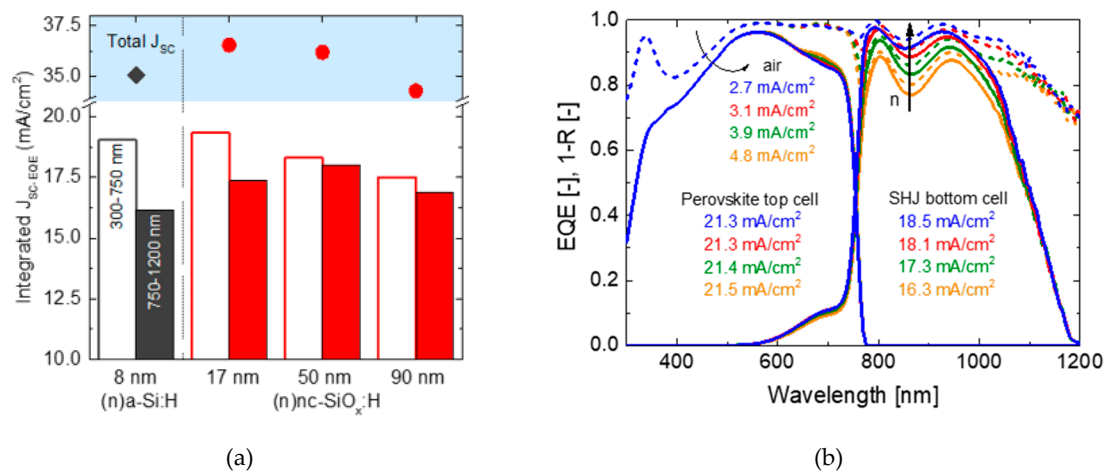 (a)
37.5
35.0
20.0
17.5
15.0
12.5
10.0
Integrated J_SC, EQE (mA/cm²)
Total J_SC
300-750 nm
750-1200 nm
8 nm 17 nm 50 nm 90 nm
(n)a-Si:H (n)nc-SiOₓ:H
(a)
(b)
1.0
0.8
0.6
0.4
0.2
0.0
EQE [-], 1-R [-]
air
2.7 mA/cm²
3.1 mA/cm²
3.9 mA/cm²
4.8 mA/cm²
n
Perovskite top cell
21.3 mA/cm²
21.3 mA/cm²
21.4 mA/cm²
21.5 mA/cm²
SHJ bottom cell
18.5 mA/cm²
18.1 mA/cm²
17.3 mA/cm²
16.3 mA/cm²
400 600 800 1000 1200
Wavelength [nm]
(b)